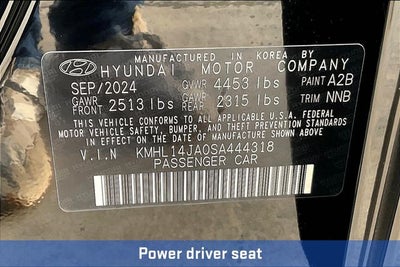 MANUFACTURED IN KOREA BY
HYUNDAI MOTOR COMPANY
SEP/2024 GVWR 4453 lbs PAINT A2B
GAWR FRONT 2513 lbs GAWR REAR 2315 lbs TRIM NNB
THIS VEHICLE CONFORMS TO ALL APPLICABLE U.S.A. FEDERAL
MOTOR VEHICLE SAFETY, BUMPER, AND THEFT PREVENTION STANDARDS
IN EFFECT ON THE DATE OF MANUFACTURE SHOWN ABOVE.
V.I.N KMHL14JA0SA444318
PASSENGER CAR
Power driver seat